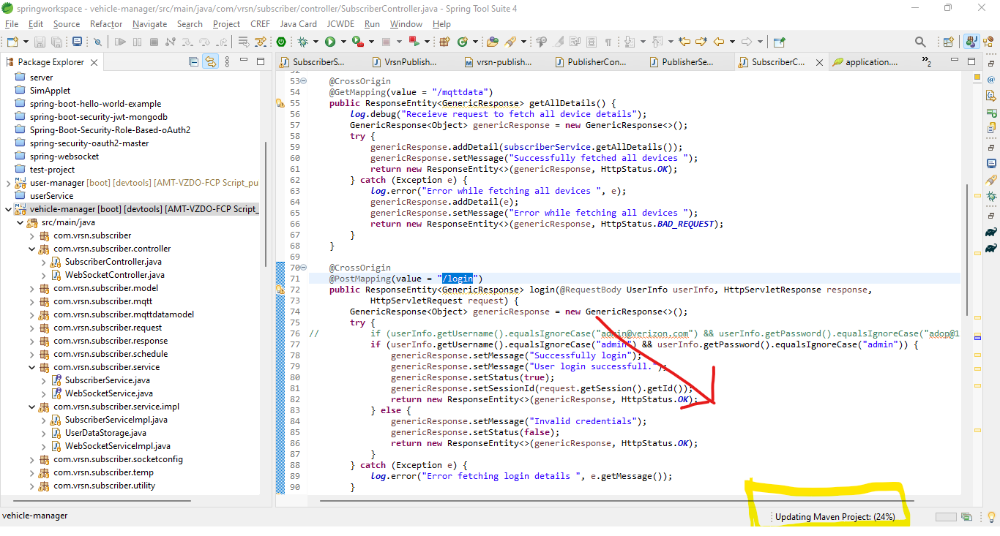 springworkspace - vehicle-manager/src/main/java/com/vrsn/subscriber/controller/SubscriberController.java - Spring Tool Suite 4
File Edit Source Refactor Navigate Search Project CREF Java Card JCWDE Run Window Help
Package Explorer
SubscriberS...
VrsnPublish...
vrsn-publish...
PublisherCon...
PublisherSe...
SubscriberC...
application....
»2
server
SimApplet
spring-boot-hello-world-example
spring-boot-security-jwt-mongodb
Spring-Boot-Security-Role-Based-oAuth2
spring-security-oauth2-master
spring-websocket
test-project
user-manager [boot] [devtools] [AMT-VZDO-FCP Script_pu
userService
vehicle-manager [boot] [devtools] [AMT-VZDO-FCP Script_
src/main/java
com.vrsn.subscriber
com.vrsn.subscriber.controller
SubscriberController.java
WebSocketController.java
com.vrsn.subscriber.model
com.vrsn.subscriber.mqtt
com.vrsn.subscriber.mqttdatamodel
com.vrsn.subscriber.request
com.vrsn.subscriber.response
com.vrsn.subscriber.schedule
com.vrsn.subscriber.service
SubscriberService.java
WebSocketService.java
com.vrsn.subscriber.service.impl
SubscriberServiceImpl.java
UserDataStorage.java
WebSocketServiceImpl.java
com.vrsn.subscriber.socketconfig
com.vrsn.subscriber.temp
com.vrsn.subscriber.utility
52
53 @CrossOrigin
54 @GetMapping(value = "/mqttdata")
55 public ResponseEntity<GenericResponse> getAllDetails() {
56 log.debug("Receieve request to fetch all device details");
57 GenericResponse<Object> genericResponse = new GenericResponse<>();
58 try {
59 genericResponse.addDetail(subscriberService.getAllDetails());
60 genericResponse.setMessage("Successfully fetched all devices ");
61 return new ResponseEntity<>(genericResponse, HttpStatus.OK);
62 } catch (Exception e) {
63 log.error("Error while fetching all devices ", e);
64 genericResponse.addDetail(e);
65 genericResponse.setMessage("Error while fetching all devices ");
66 return new ResponseEntity<>(genericResponse, HttpStatus.BAD_REQUEST);
67 }
68 }
69
70 @CrossOrigin
71 @PostMapping(value = "/login")
72 public ResponseEntity<GenericResponse> login(@RequestBody UserInfo userInfo, HttpServletResponse response,
73 HttpServletRequest request) {
74 GenericResponse<Object> genericResponse = new GenericResponse<>();
75 try {
76 // if (userInfo.getUsername().equalsIgnoreCase("admin@verizon.com") && userInfo.getPassword().equalsIgnoreCase("adop@1
77 if (userInfo.getUsername().equalsIgnoreCase("admin") && userInfo.getPassword().equalsIgnoreCase("admin")) {
78 genericResponse.setMessage("Successfully login");
79 genericResponse.setMessage("User login successfull.");
80 genericResponse.setStatus(true);
81 genericResponse.setSessionId(request.getSession().getId());
82 return new ResponseEntity<>(genericResponse, HttpStatus.OK);
83 } else {
84 genericResponse.setMessage("Invalid credentials");
85 genericResponse.setStatus(false);
86 return new ResponseEntity<>(genericResponse, HttpStatus.OK);
87 }
88 } catch (Exception e) {
89 log.error("Error fetching login details ", e.getMessage());
90 }
vehicle-manager
Updating Maven Project: (24%)